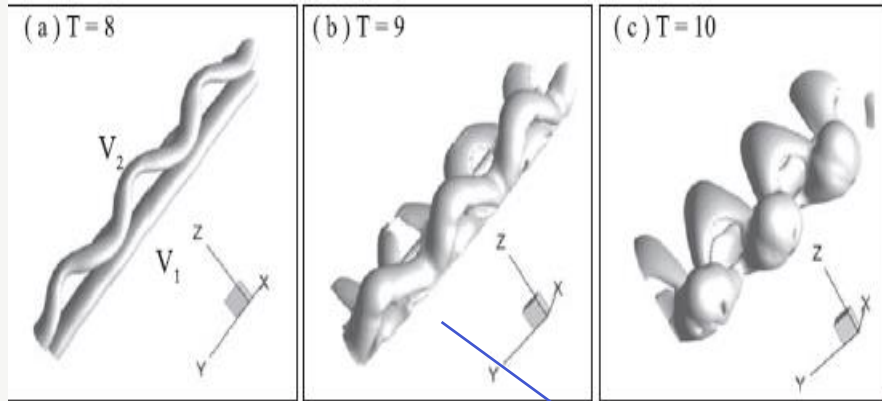 ( a ) T = 8
V₂
Z
X
V₁
Y
( b ) T = 9
Z
X
Y
( c ) T = 10
Z
X
Y